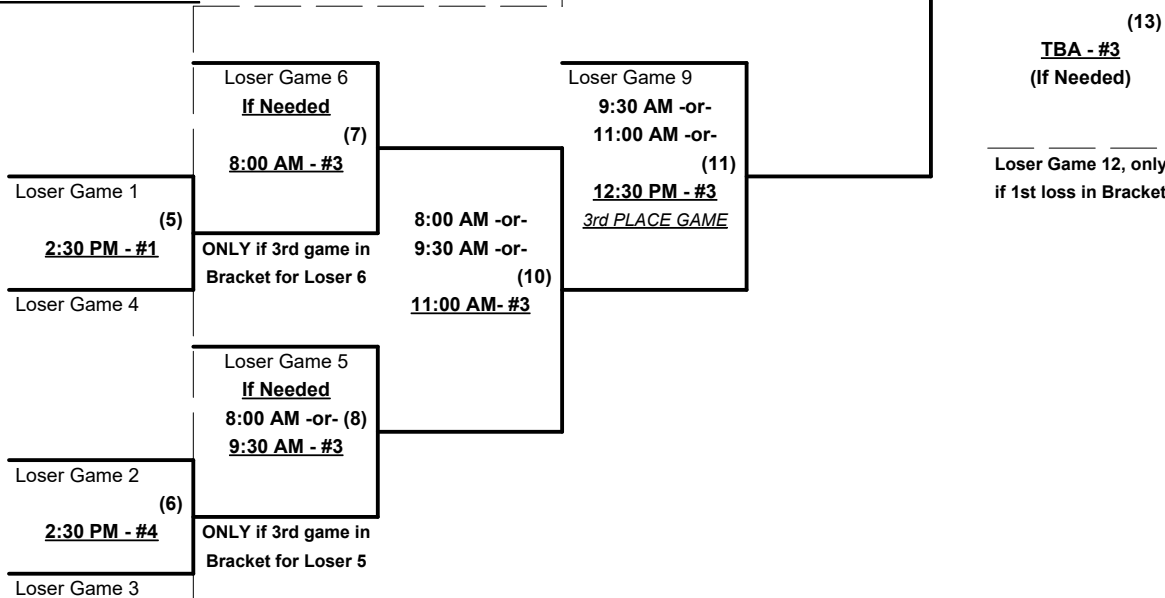 (13)
TBA - #3
(If Needed)
Loser Game 12, only
if 1st loss in Bracket
Loser Game 6
If Needed
(7)
8:00 AM - #3
ONLY if 3rd game in
Bracket for Loser 6
Loser Game 9
9:30 AM -or-
11:00 AM -or-
(11)
12:30 PM - #3
3rd PLACE GAME
Loser Game 1
(5)
2:30 PM - #1
Loser Game 4
8:00 AM -or-
9:30 AM -or-
(10)
11:00 AM- #3
Loser Game 5
If Needed
8:00 AM -or- (8)
9:30 AM - #3
ONLY if 3rd game in
Bracket for Loser 5
Loser Game 2
(6)
2:30 PM - #4
Loser Game 3